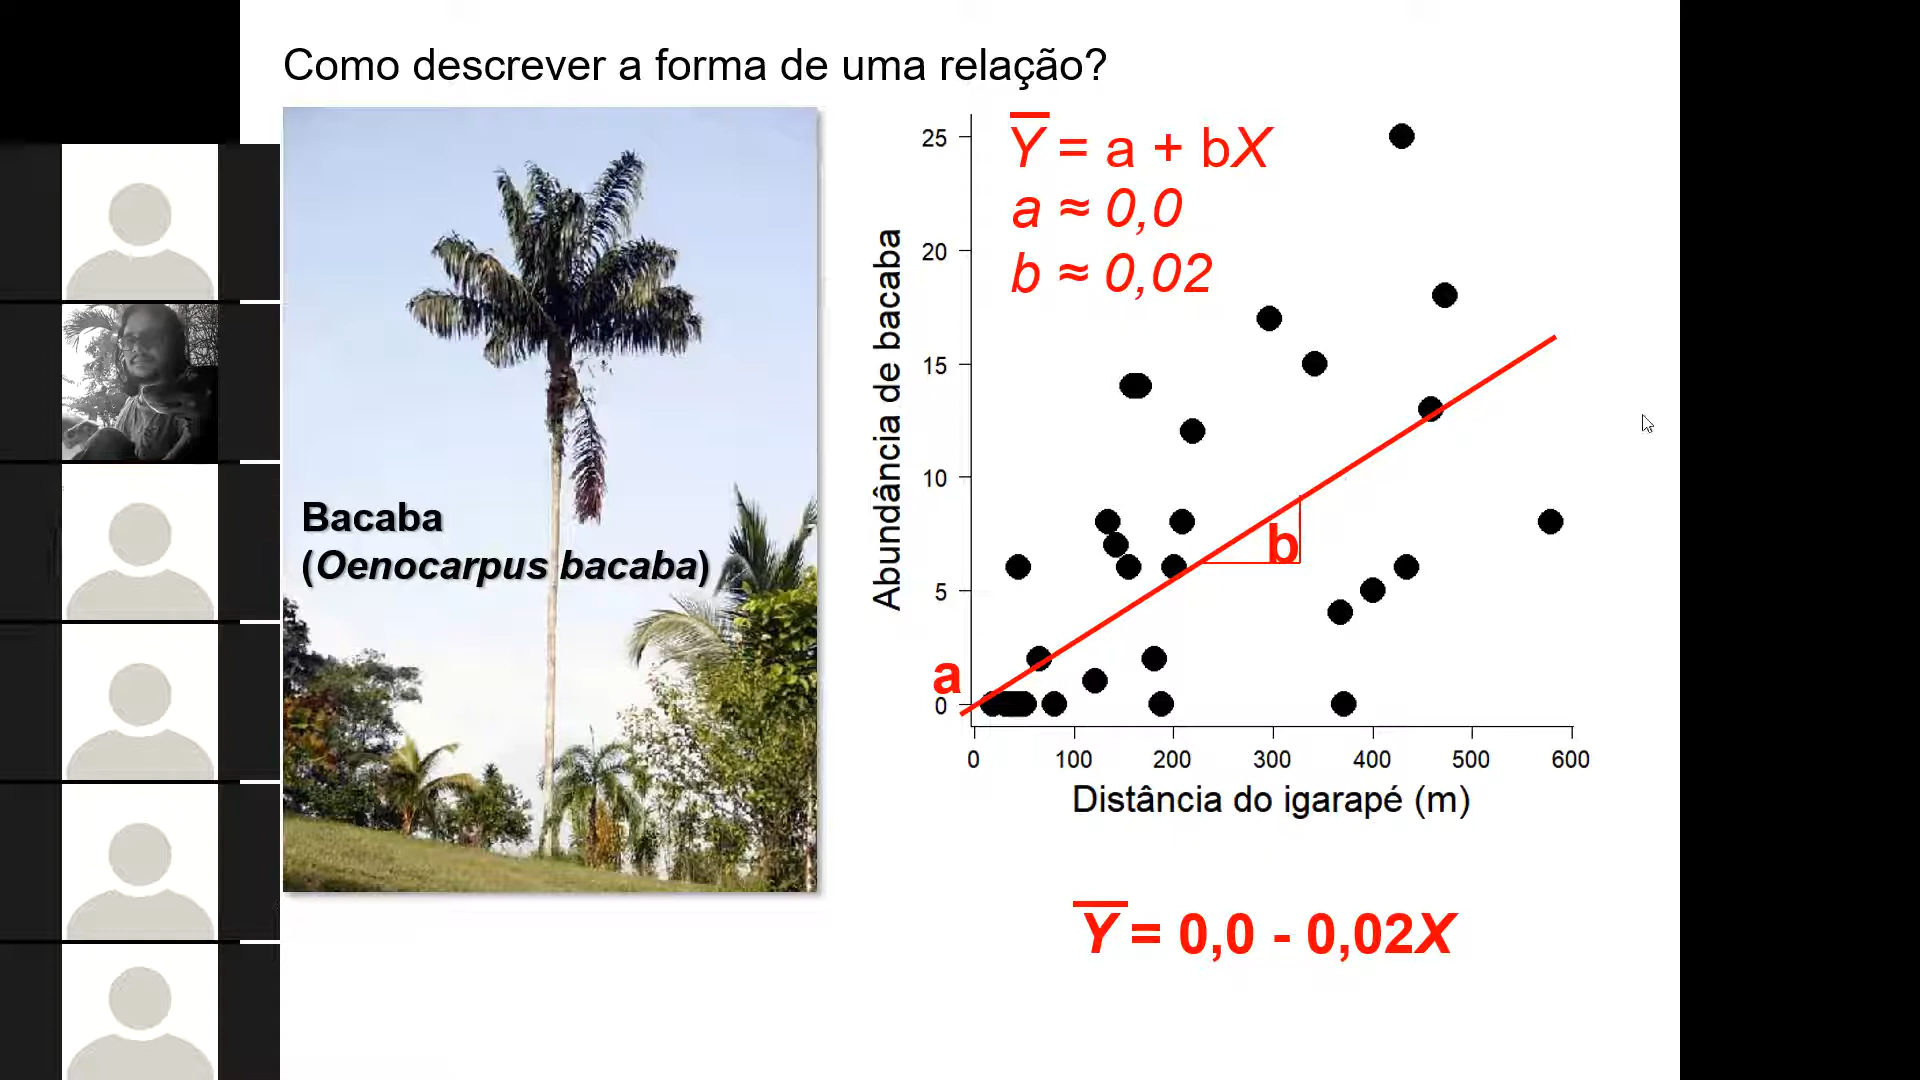 Como descrever a forma de uma relação?
Bacaba
(Oenocarpus bacaba)
Y = a + bX
a ≈ 0,0
b ≈ 0,02
Abundância de bacaba
25
20
15
10
5
0
a
b
0 100 200 300 400 500 600
Distância do igarapé (m)
Y = 0,0 - 0,02X